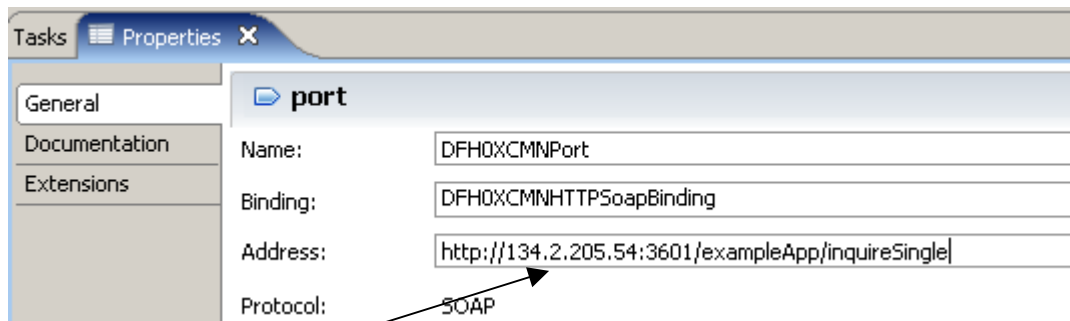 Tasks Properties
General
port
Documentation
Name: DFH0XCMNPort
Extensions
Binding: DFH0XCMNHTTPSoapBinding
Address: http://134.2.205.54:3601/exampleApp/inquireSingle
Protocol: SOAP